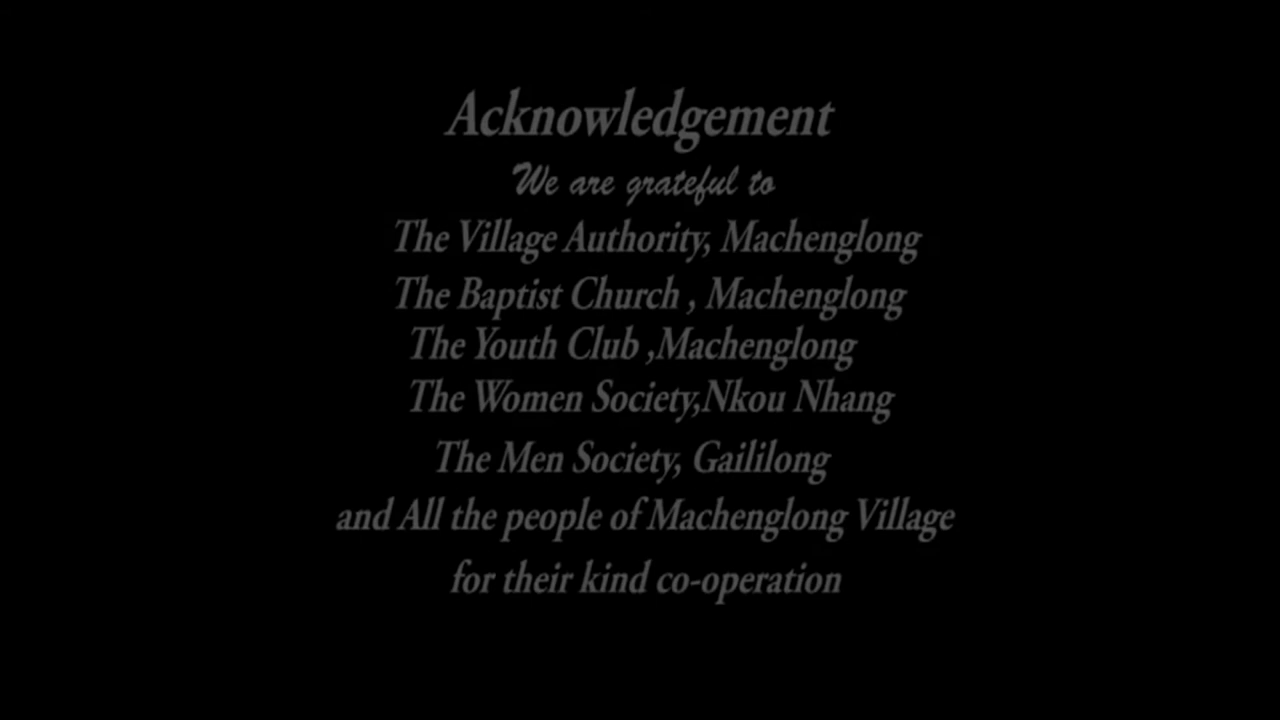 Acknowledgement
We are grateful to
The Village Authority, Machenglong
The Baptist Church , Machenglong
The Youth Club ,Machenglong
The Women Society,Nkou Nhang
The Men Society, Gaililong
and All the people of Machenglong Village
for their kind co-operation